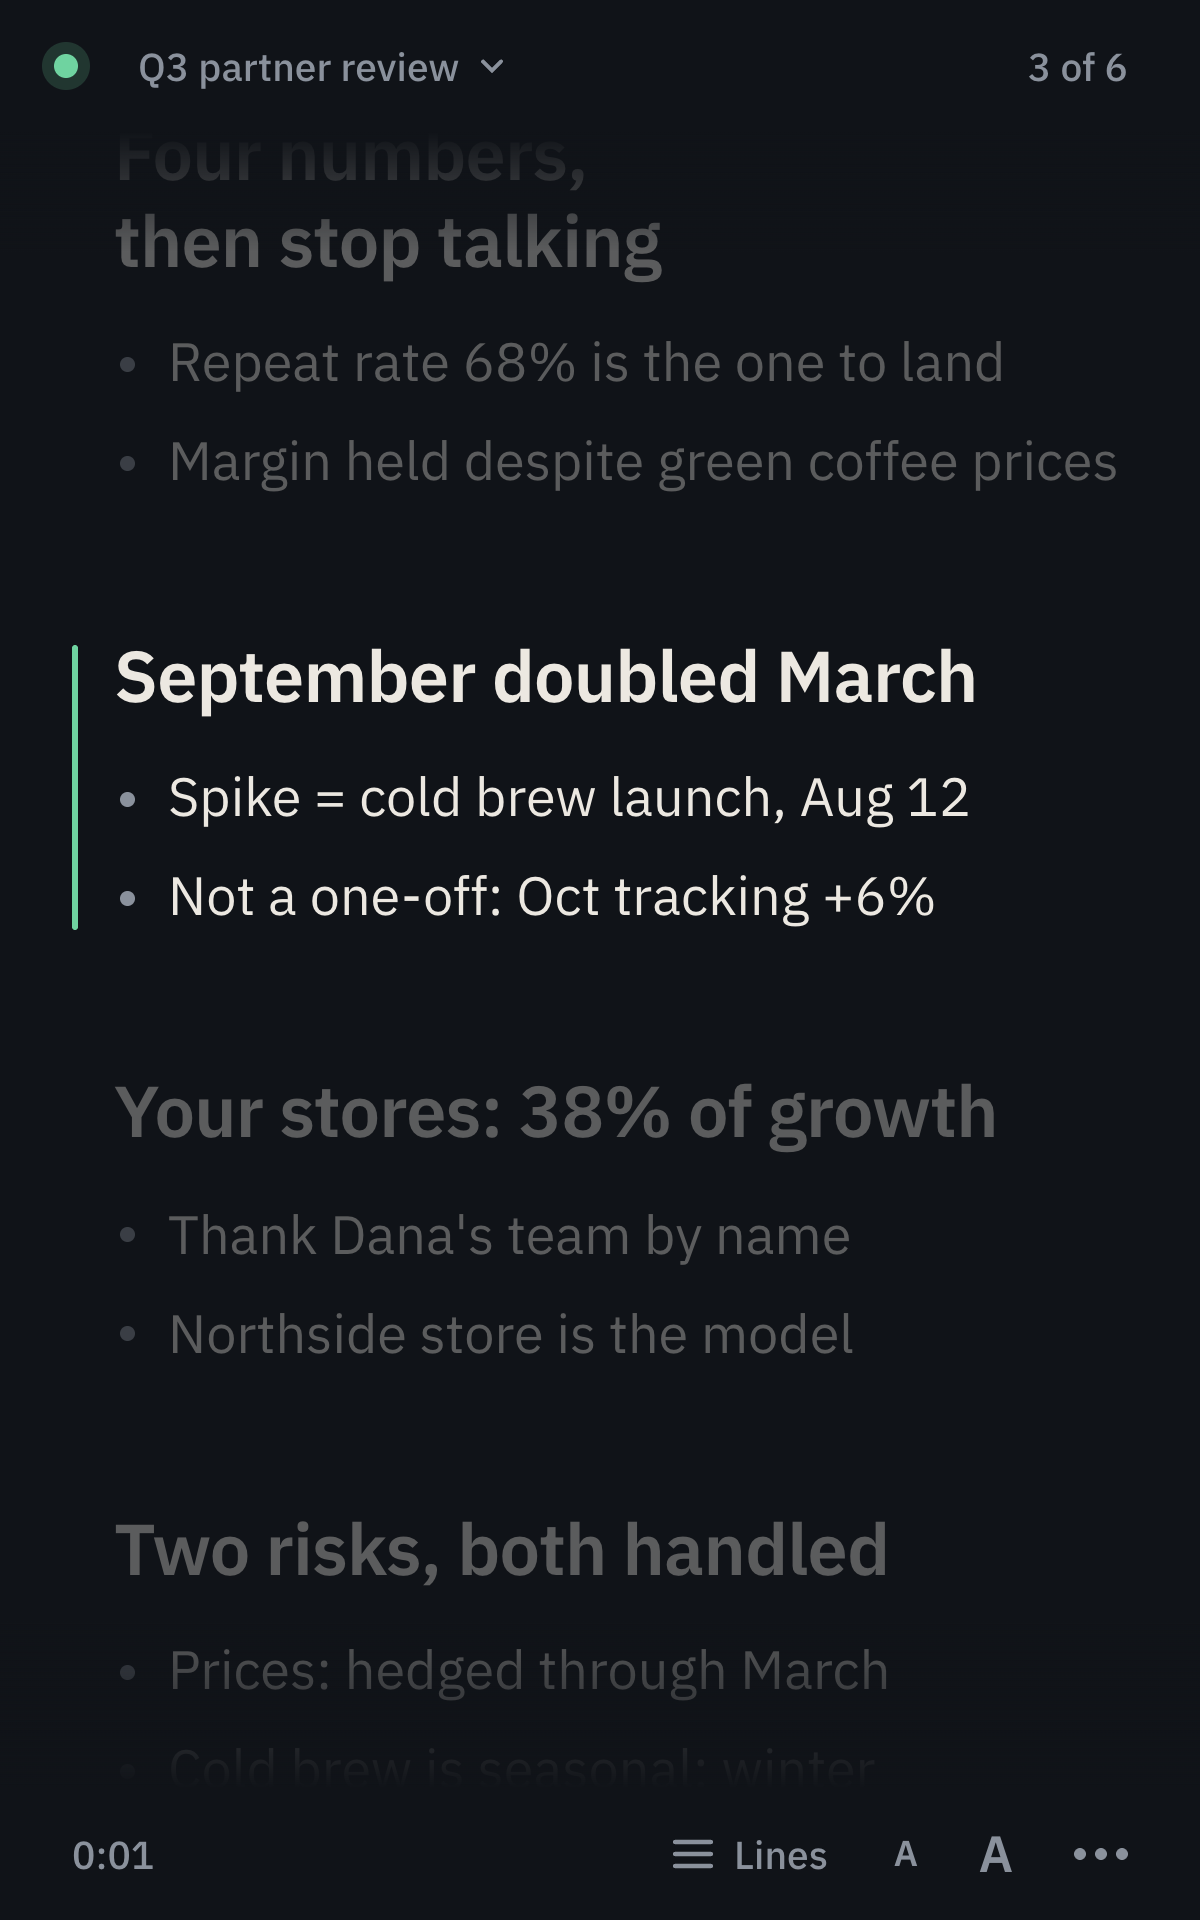 Q3 partner review
3 of 6
Four numbers,
then stop talking
• Repeat rate 68% is the one to land
• Margin held despite green coffee prices
September doubled March
• Spike = cold brew launch, Aug 12
• Not a one-off: Oct tracking +6%
Your stores: 38% of growth
• Thank Dana's team by name
• Northside store is the model
Two risks, both handled
• Prices: hedged through March
• Cold brew is seasonal: winter
0:01
Lines
A
A